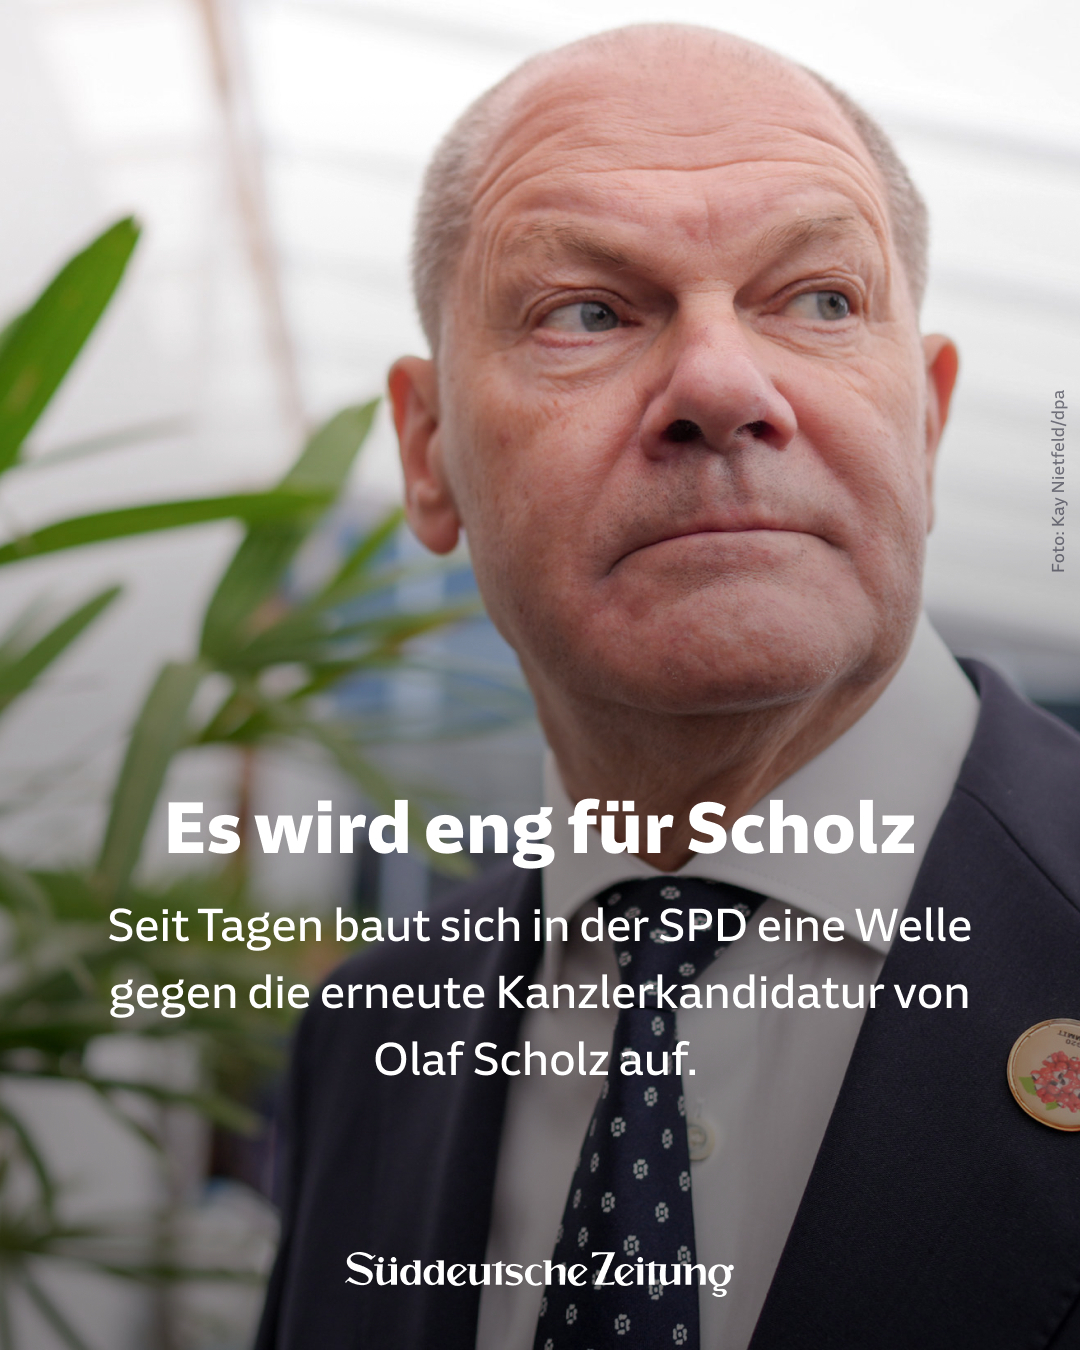 Foto: Kay Nietfeld/dpa
Es wird eng für Scholz
Seit Tagen baut sich in der SPD eine Welle
gegen die erneute Kanzlerkandidatur von
Olaf Scholz auf.
Süddeutsche Zeitung